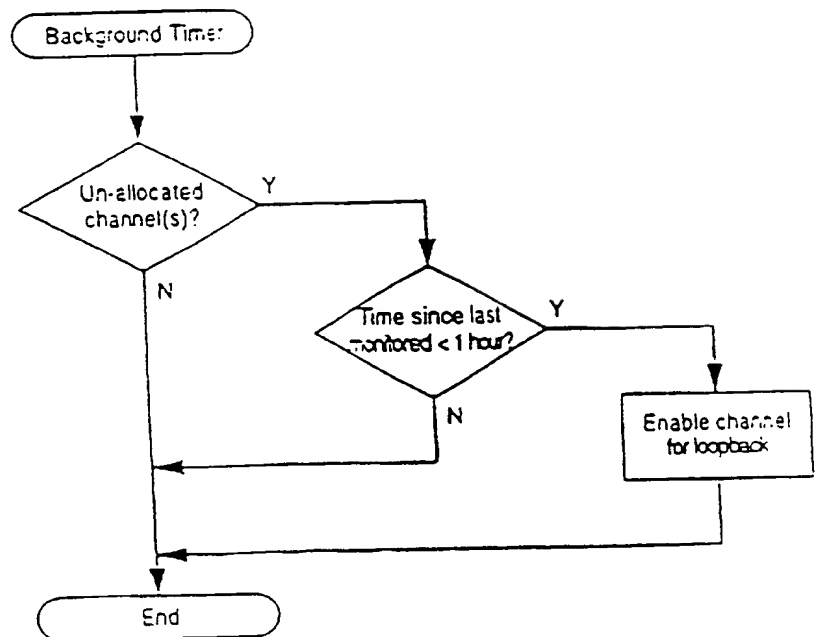 Background Timer
Un-allocated
channel(s)?
Y
N
Time since last
monitored < 1 hour?
Y
N
Enable channel
for loopback
End